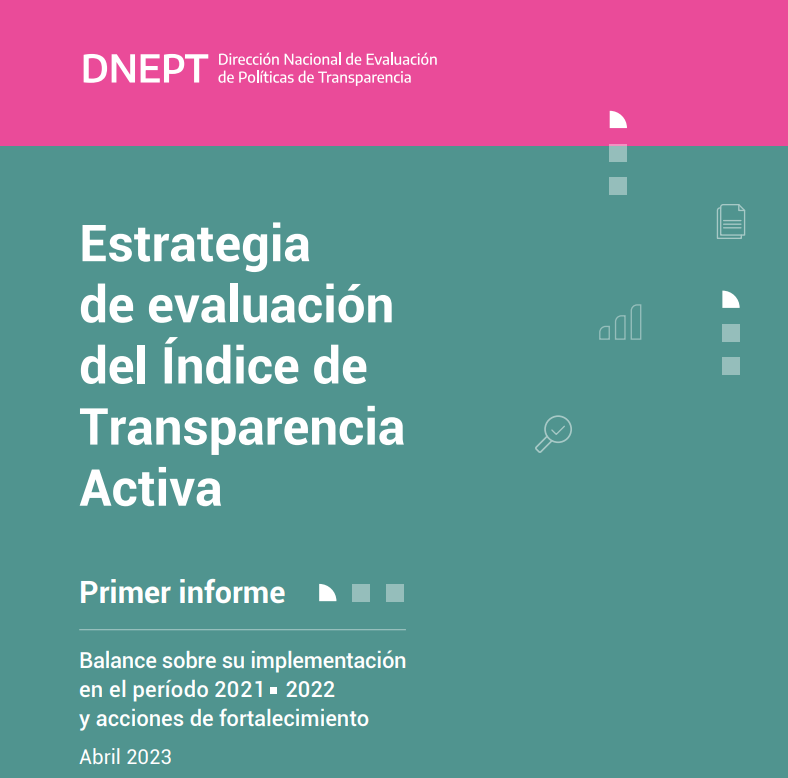 DNEPT
Dirección Nacional de Evaluación
de Políticas de Transparencia
Estrategia
de evaluación
del Índice de
Transparencia
Activa
Primer informe
Balance sobre su implementación
en el período 2021 ▪ 2022
y acciones de fortalecimiento
Abril 2023